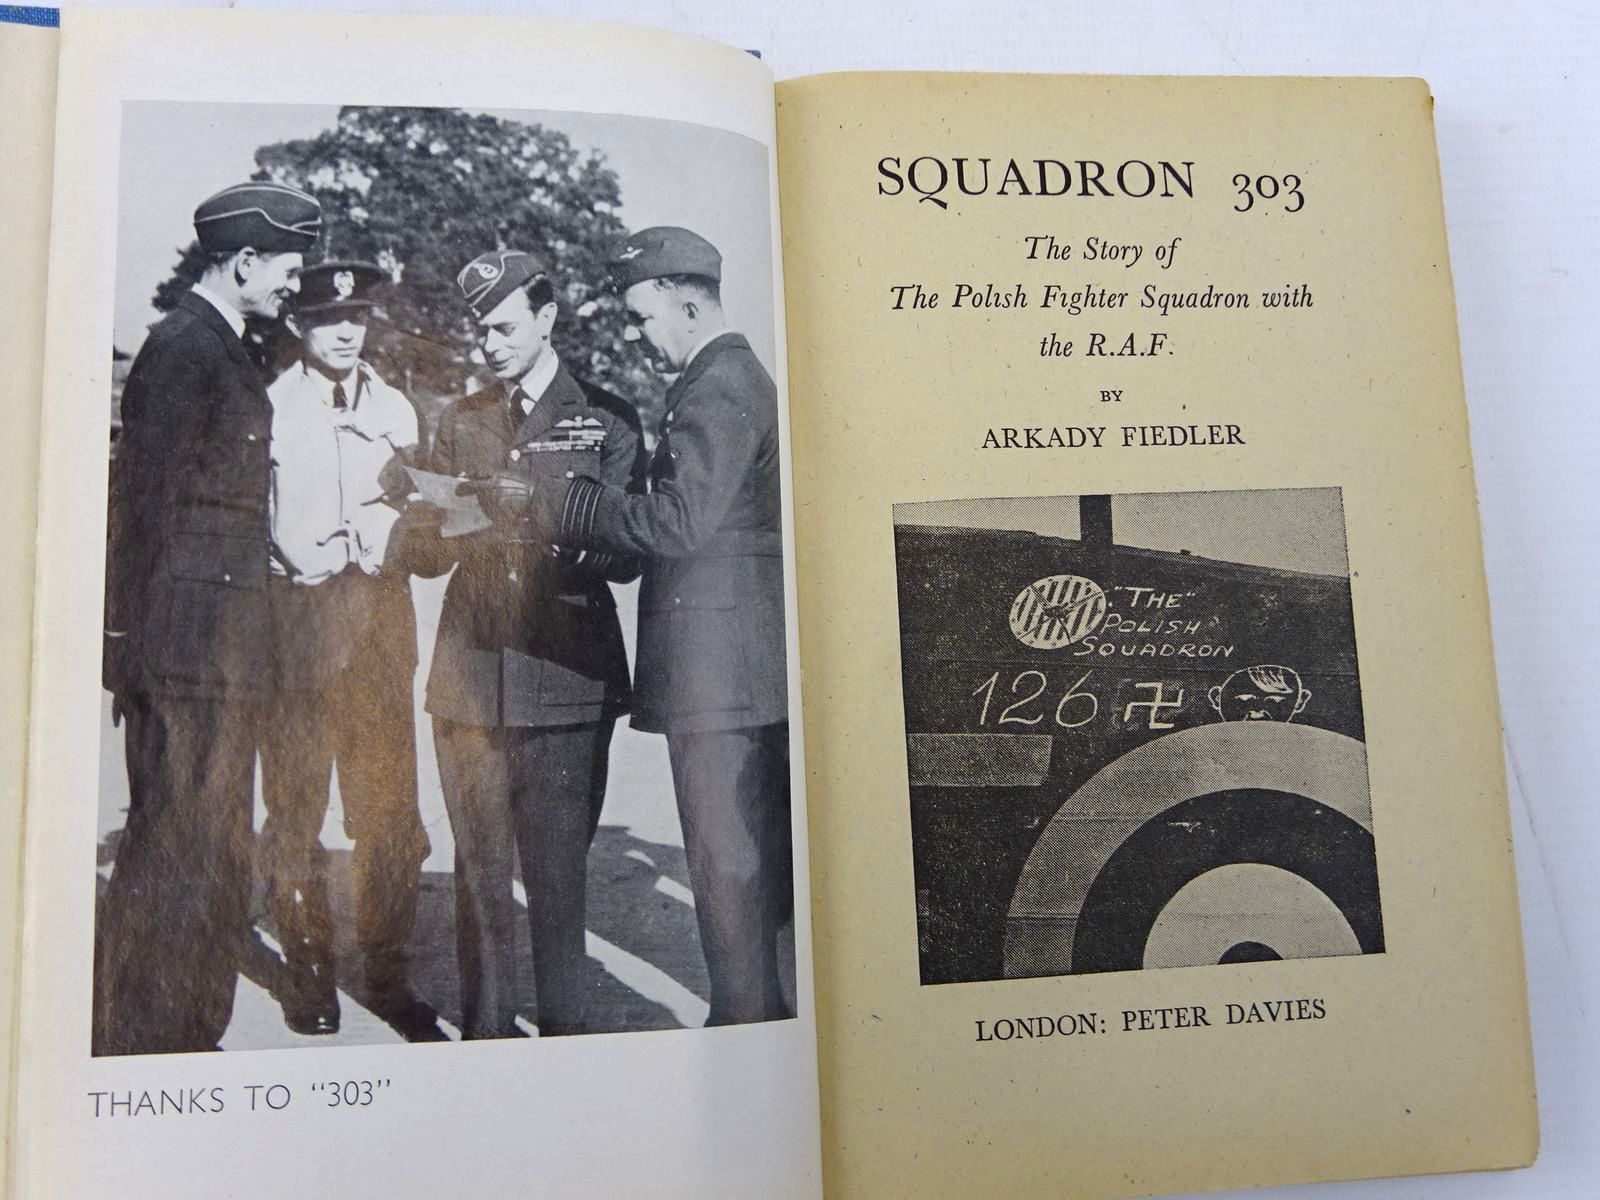 THANKS TO "303"
SQUADRON 303
The Story of
The Polish Fighter Squadron with
the R.A.F.
BY
ARKADY FIEDLER
"THE"
POLISH
SQUADRON
126 卍
LONDON: PETER DAVIES